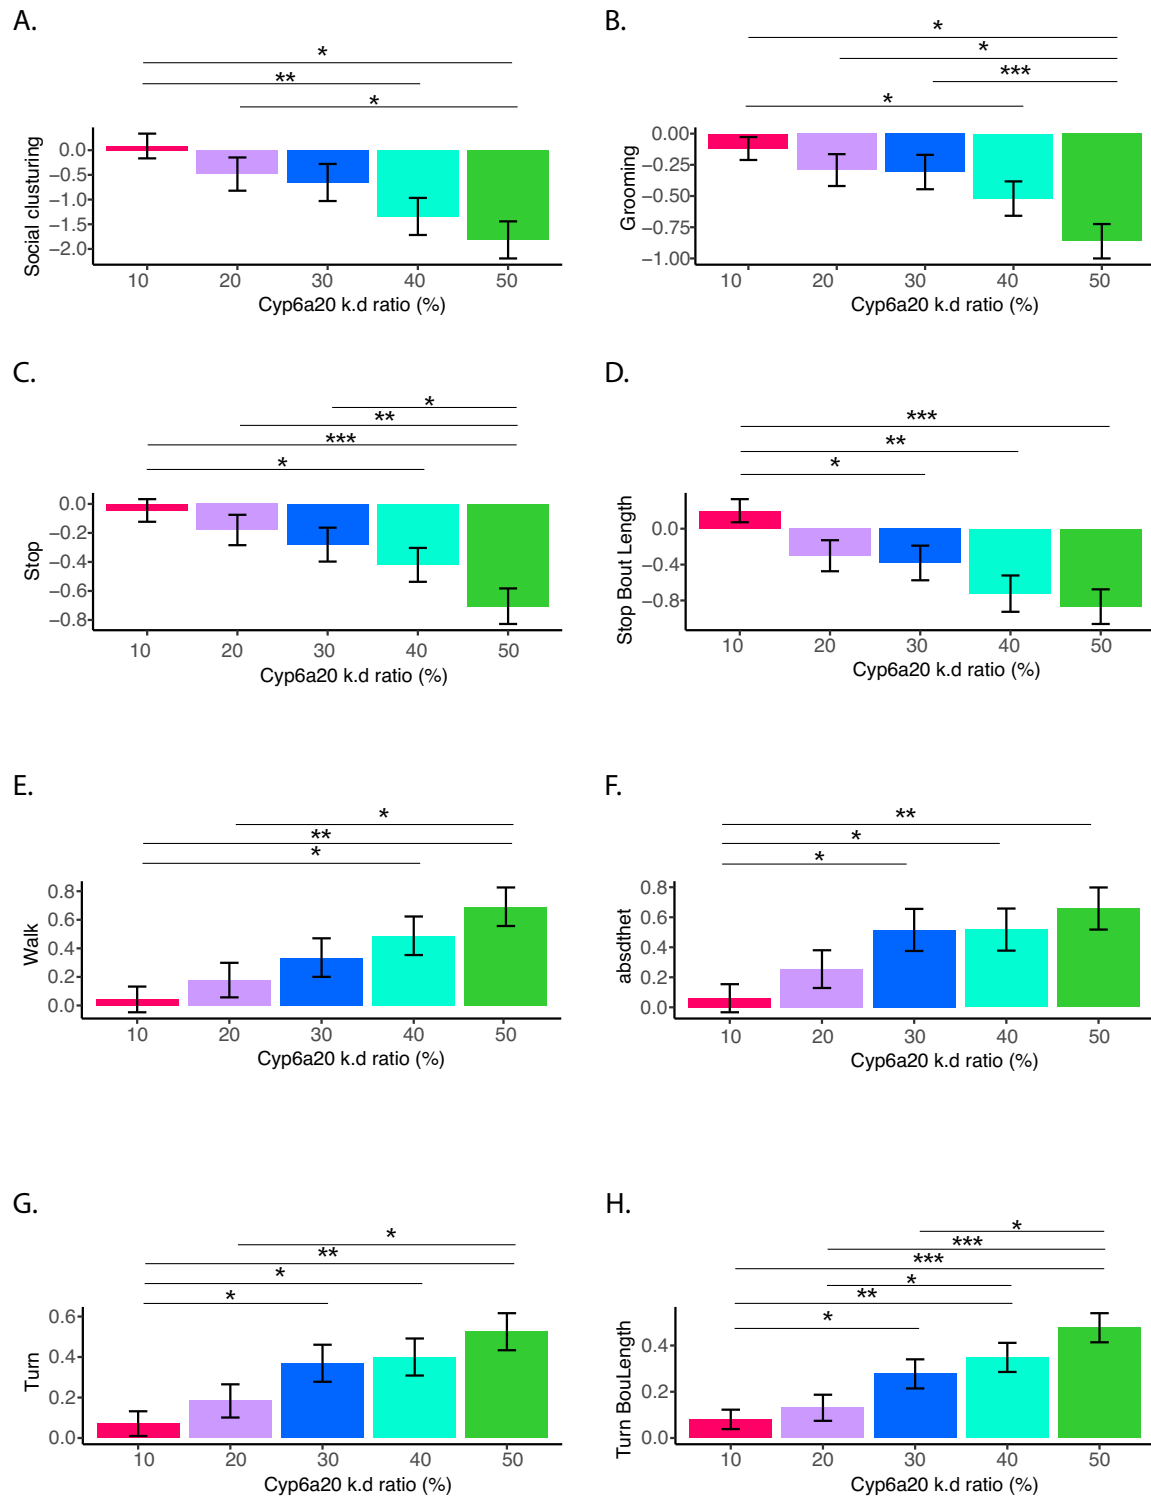 A.
*
**
*
Social clusturing
0.0
−0.5
−1.0
−1.5
−2.0
10 20 30 40 50
Cyp6a20 k.d ratio (%)
B.
*
*
***
*
Grooming
0.00
−0.25
−0.50
−0.75
−1.00
10 20 30 40 50
Cyp6a20 k.d ratio (%)
C.
*
**
***
*
Stop
0.0
−0.2
−0.4
−0.6
−0.8
10 20 30 40 50
Cyp6a20 k.d ratio (%)
D.
***
**
*
Stop Bout Length
0.0
−0.4
−0.8
10 20 30 40 50
Cyp6a20 k.d ratio (%)
E.
*
**
*
Walk
0.8
0.6
0.4
0.2
0.0
10 20 30 40 50
Cyp6a20 k.d ratio (%)
F.
**
*
*
absdthet
0.8
0.6
0.4
0.2
0.0
10 20 30 40 50
Cyp6a20 k.d ratio (%)
G.
*
**
*
*
Turn
0.6
0.4
0.2
0.0
10 20 30 40 50
Cyp6a20 k.d ratio (%)
H.
*
***
***
*
**
*
Turn BouLength
0.4
0.2
0.0
10 20 30 40 50
Cyp6a20 k.d ratio (%)